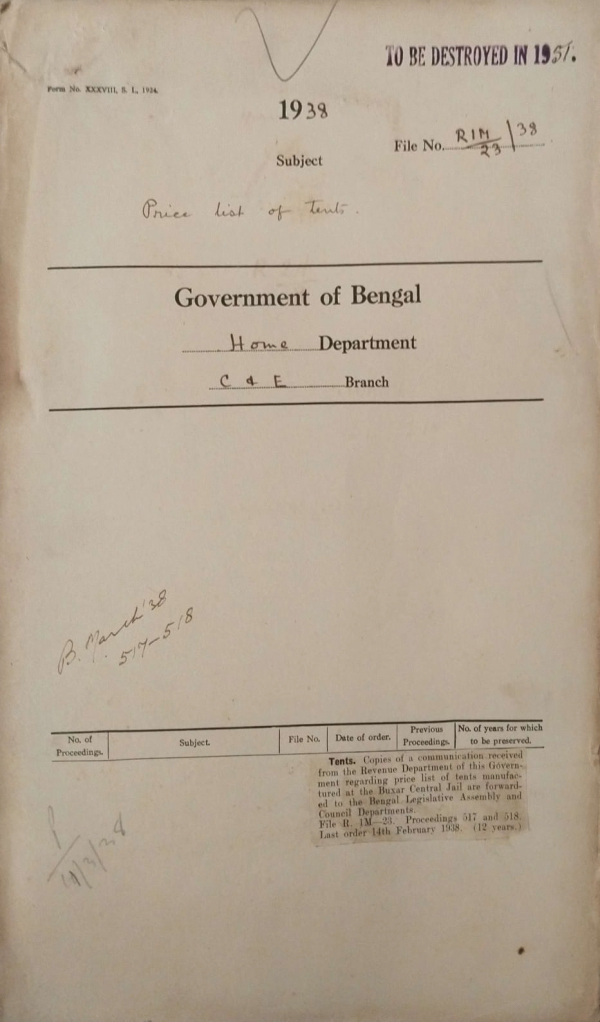 TO BE DESTROYED IN 1951.
Form No. XXXVIII, S. I., 1934.
1938
File No. R1M/23/38
Subject
Price list of tents.
Government of Bengal
Home Department
C & E Branch
B. March '38
517-518
No. of Proceedings.
Subject.
File No.
Date of order.
Previous Proceedings.
No. of years for which to be preserved.
Tents. Copies of a communication received
from the Revenue Department of this Govern-
ment regarding price list of tents manufac-
tured at the Buxar Central Jail are forward-
ed to the Bengal Legislative Assembly and
Council Departments.
File R. 1M—23. Proceedings 517 and 518.
Last order 14th February 1938. (12 years.)